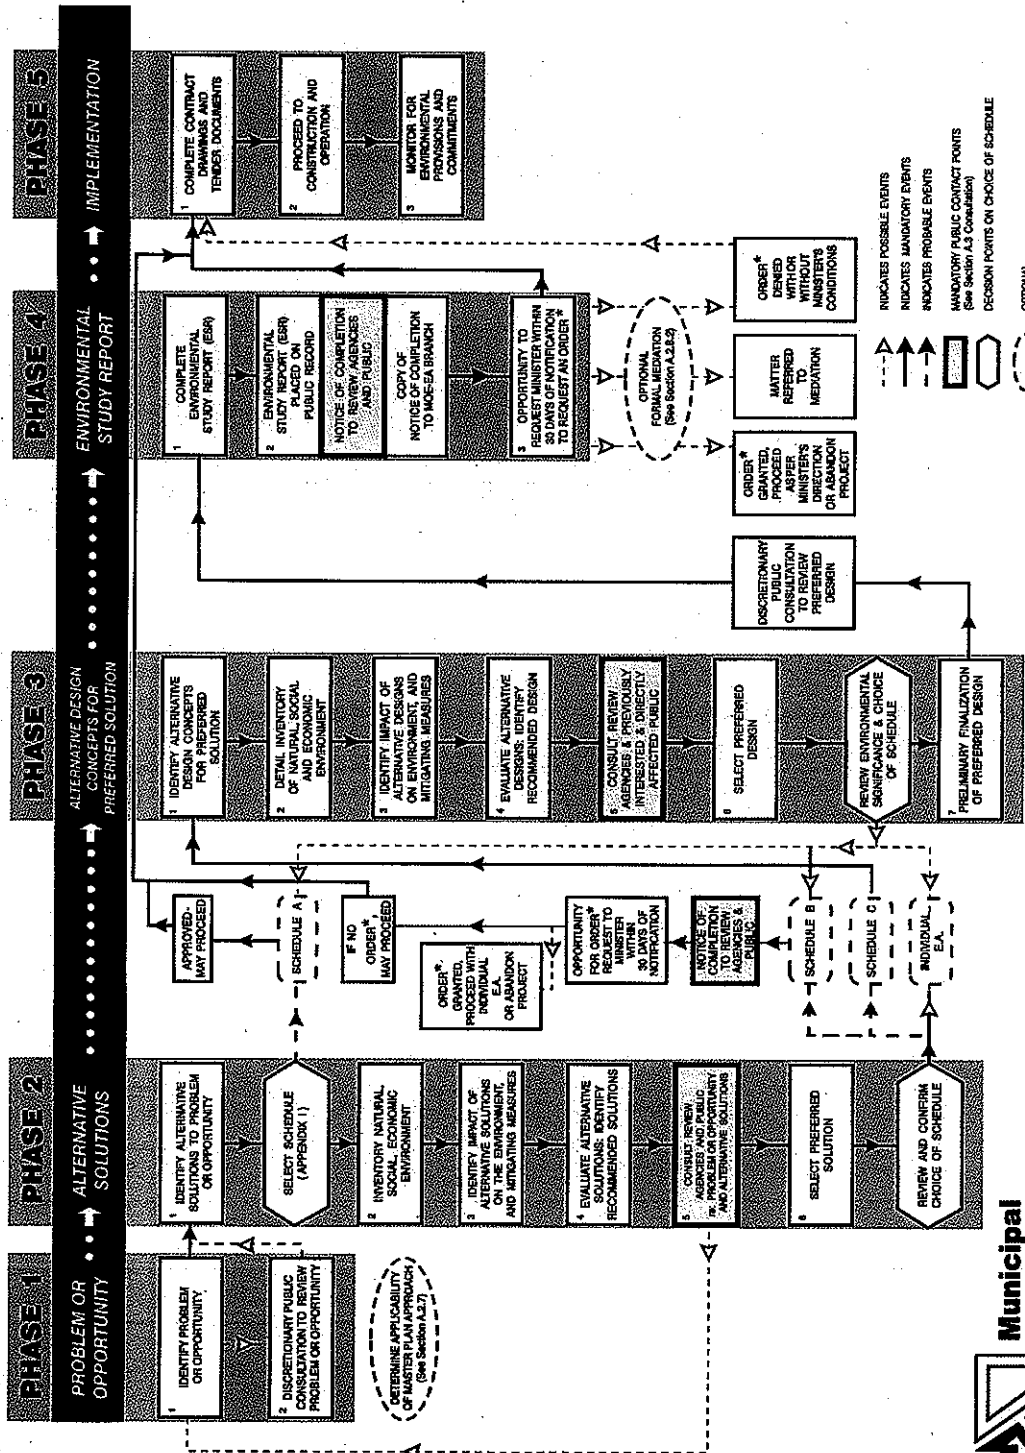 PHASE 1
PROBLEM OR
OPPORTUNITY
1 IDENTIFY PROBLEM
OR OPPORTUNITY
2 DISCRETIONARY PUBLIC
CONSULTATION TO REVIEW
PROBLEM OR OPPORTUNITY
DETERMINE APPLICABILITY
OF MASTER PLAN APPROACH
(See Section A.2.7)
PHASE 2
ALTERNATIVE
SOLUTIONS
1 IDENTIFY ALTERNATIVE
SOLUTIONS TO PROBLEM
OR OPPORTUNITY
SELECT SCHEDULE
(APPENDIX I)
2 INVENTORY NATURAL,
SOCIAL, ECONOMIC
ENVIRONMENT
3 IDENTIFY IMPACT OF
ALTERNATIVE SOLUTIONS
ON THE ENVIRONMENT,
AND MITIGATING MEASURES
4 EVALUATE ALTERNATIVE
SOLUTIONS: IDENTIFY
RECOMMENDED SOLUTIONS
5 CONSULT REVIEW
AGENCIES AND PUBLIC
re: PROBLEM OR OPPORTUNITY
AND ALTERNATIVE SOLUTIONS
6 SELECT PREFERRED
SOLUTION
REVIEW AND CONFIRM
CHOICE OF SCHEDULE
APPROVED-
MAY PROCEED
SCHEDULE A
IF NO
ORDER*,
MAY PROCEED
ORDER*
GRANTED,
PROCEED WITH
INDIVIDUAL
E.A.
OR ABANDON
PROJECT
OPPORTUNITY
FOR ORDER*
REQUEST TO
MINISTER
WITHIN
30 DAYS OF
NOTIFICATION
NOTICE OF
COMPLETION
TO REVIEW
AGENCIES &
PUBLIC
SCHEDULE B
SCHEDULE C
INDIVIDUAL
E.A.
PHASE 3
ALTERNATIVE DESIGN
CONCEPTS FOR
PREFERRED SOLUTION
1 IDENTIFY ALTERNATIVE
DESIGN CONCEPTS
FOR PREFERRED
SOLUTION
2 DETAIL INVENTORY
OF NATURAL, SOCIAL
AND ECONOMIC
ENVIRONMENT
3 IDENTIFY IMPACT OF
ALTERNATIVE DESIGNS
ON ENVIRONMENT, AND
MITIGATING MEASURES
4 EVALUATE ALTERNATIVE
DESIGNS: IDENTIFY
RECOMMENDED DESIGN
5 CONSULT REVIEW
AGENCIES & PREVIOUSLY
INTERESTED & DIRECTLY
AFFECTED PUBLIC
6 SELECT PREFERRED
DESIGN
REVIEW ENVIRONMENTAL
SIGNIFICANCE & CHOICE
OF SCHEDULE
7 PRELIMINARY FINALIZATION
OF PREFERRED DESIGN
DISCRETIONARY
PUBLIC
CONSULTATION
TO REVIEW
PREFERRED
DESIGN
PHASE 4
ENVIRONMENTAL
STUDY REPORT
1 COMPLETE
ENVIRONMENTAL
STUDY REPORT (ESR)
2 ENVIRONMENTAL
STUDY REPORT (ESR)
PLACED ON
PUBLIC RECORD
NOTICE OF COMPLETION
TO REVIEW AGENCIES
AND PUBLIC
COPY OF
NOTICE OF COMPLETION
TO MOE-EA BRANCH
3 OPPORTUNITY TO
REQUEST MINISTER WITHIN
30 DAYS OF NOTIFICATION
TO REQUEST AN ORDER*
OPTIONAL
FORMAL MEDIATION
(See Section A.2.8.2)
ORDER*
GRANTED,
PROCEED
AS PER
MINISTER'S
DIRECTION
OR ABANDON
PROJECT
MATTER
REFERRED
TO
MEDIATION
ORDER*
DENIED
WITH OR
WITHOUT
MINISTER'S
CONDITIONS
PHASE 5
IMPLEMENTATION
1 COMPLETE CONTRACT
DRAWINGS AND
TENDER DOCUMENTS
2 PROCEED TO
CONSTRUCTION AND
OPERATION
3 MONITOR FOR
ENVIRONMENTAL
PROVISIONS AND
COMMITMENTS
INDICATES POSSIBLE EVENTS
INDICATES MANDATORY EVENTS
INDICATES PROBABLE EVENTS
MANDATORY PUBLIC CONTACT POINTS
(See Section A.3 Consultation)
DECISION POINTS ON CHOICE OF SCHEDULE
Municipal